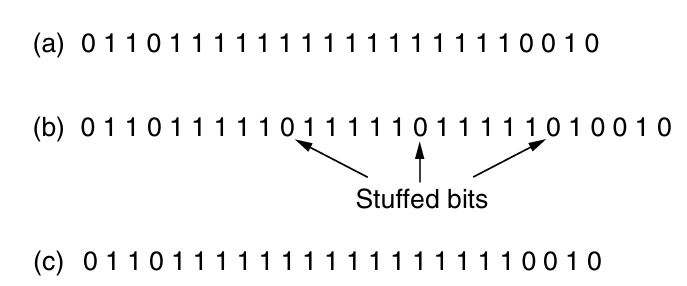 (a) 0 1 1 0 1 1 1 1 1 1 1 1 1 1 1 1 1 1 1 1 0 0 1 0
(b) 0 1 1 0 1 1 1 1 1 0 1 1 1 1 1 0 1 1 1 1 1 0 1 0 0 1 0
Stuffed bits
(c) 0 1 1 0 1 1 1 1 1 1 1 1 1 1 1 1 1 1 1 1 0 0 1 0